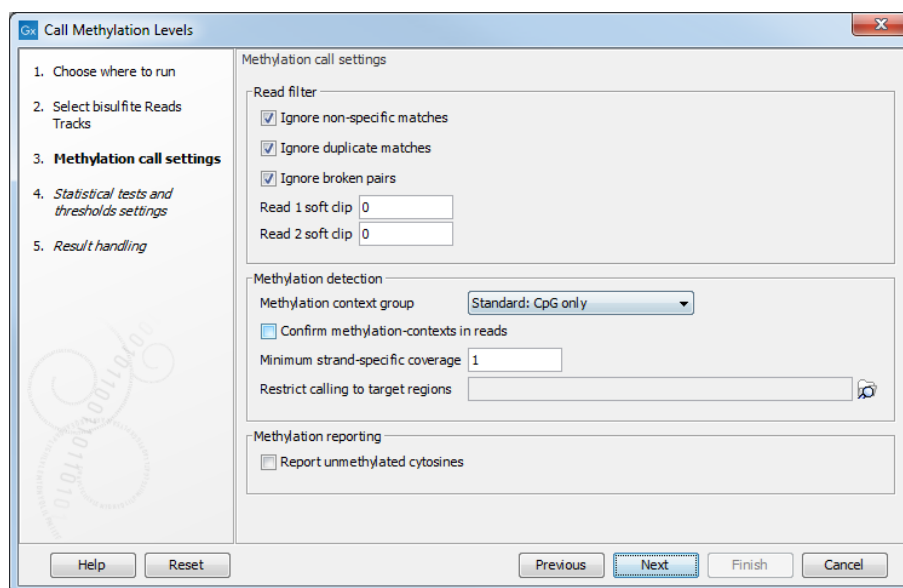 Gx Call Methylation Levels
1. Choose where to run
2. Select bisulfite Reads
Tracks
3. Methylation call settings
4. Statistical tests and
thresholds settings
5. Result handling
Methylation call settings
Read filter
Ignore non-specific matches
Ignore duplicate matches
Ignore broken pairs
Read 1 soft clip 0
Read 2 soft clip 0
Methylation detection
Methylation context group Standard: CpG only
Confirm methylation-contexts in reads
Minimum strand-specific coverage 1
Restrict calling to target regions
Methylation reporting
Report unmethylated cytosines
Help Reset Previous Next Finish Cancel